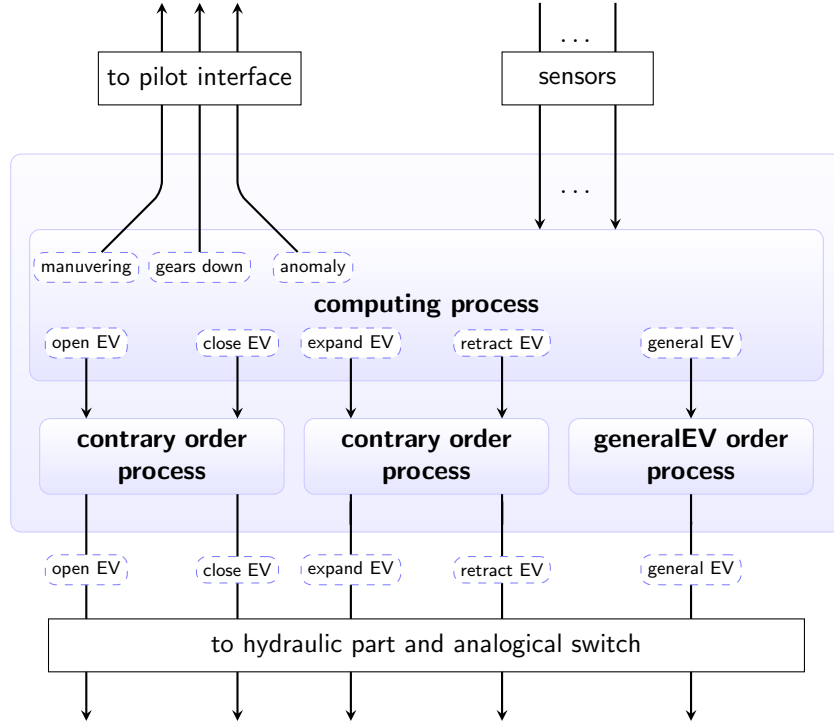 ...
to pilot interface
sensors
...
manuvering
gears down
anomaly
computing process
open EV
close EV
expand EV
retract EV
general EV
contrary order
process
contrary order
process
generalEV order
process
open EV
close EV
expand EV
retract EV
general EV
to hydraulic part and analogical switch